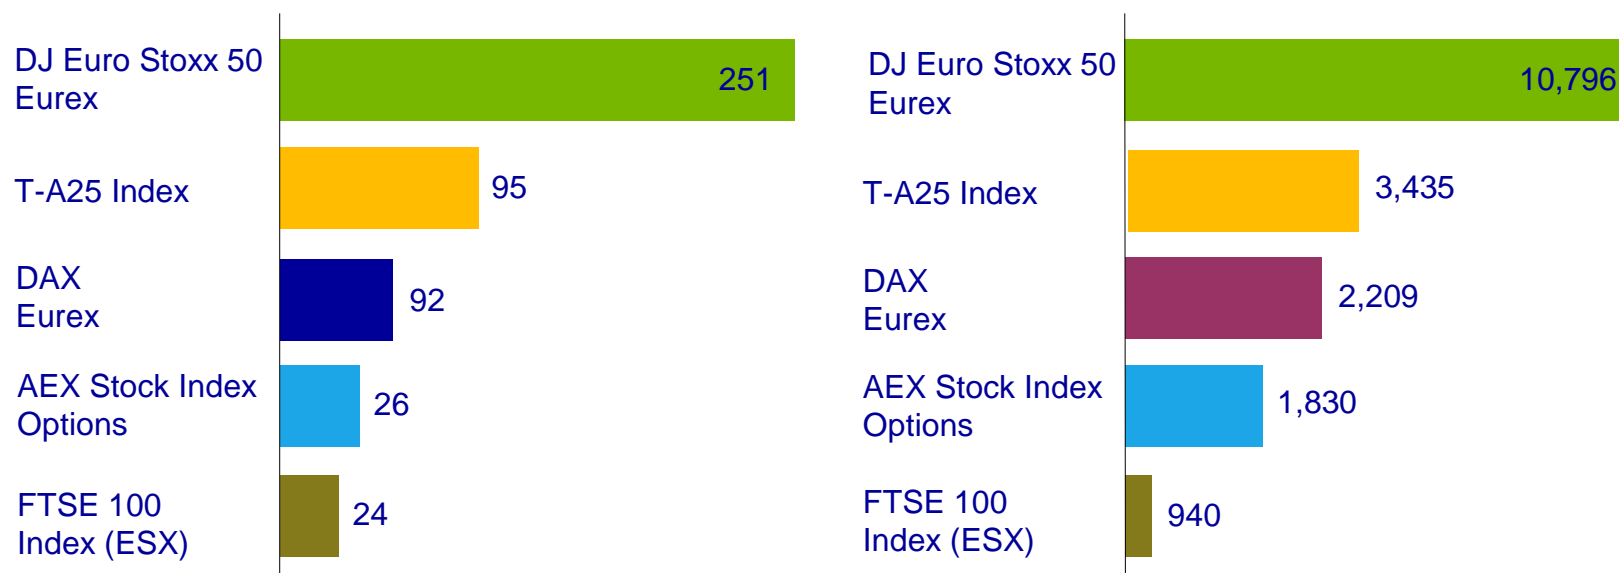 DJ Euro Stoxx 50
Eurex
251
T-A25 Index
95
DAX
Eurex
92
AEX Stock Index
Options
26
FTSE 100
Index (ESX)
24
DJ Euro Stoxx 50
Eurex
10,796
T-A25 Index
3,435
DAX
Eurex
2,209
AEX Stock Index
Options
1,830
FTSE 100
Index (ESX)
940